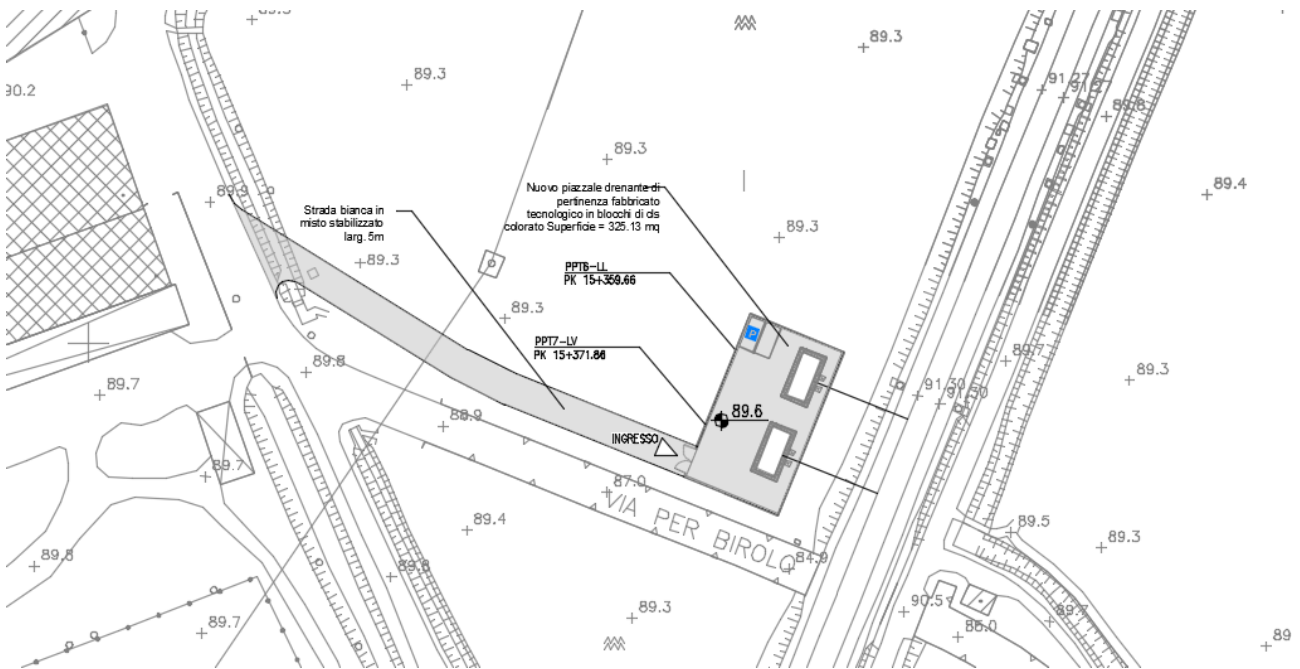 89.3
89.3
91.27
89.3
90.2
89.8
89.3
89.9
89.4
Nuovo piazzale drenante di
pertinenza fabbricato
tecnologico in blocchi di cls
colorato Superficie = 325.13 mq
Strada bianca in
misto stabilizzato
larg. 5m
89.3
89.3
PPT6-LL
PK 15+359.66
89.3
P
PPT7-LV
PK 15+371.86
89.8
89.7
89.3
89.7
91.30
91.30
88.9
89.6
INGRESSO
89.7
87.0
VIA PER BIROLO
89.4
89.5
89.3
89.8
84.9
89.8
89.3
90.5
89.7
89.7
86.0
89